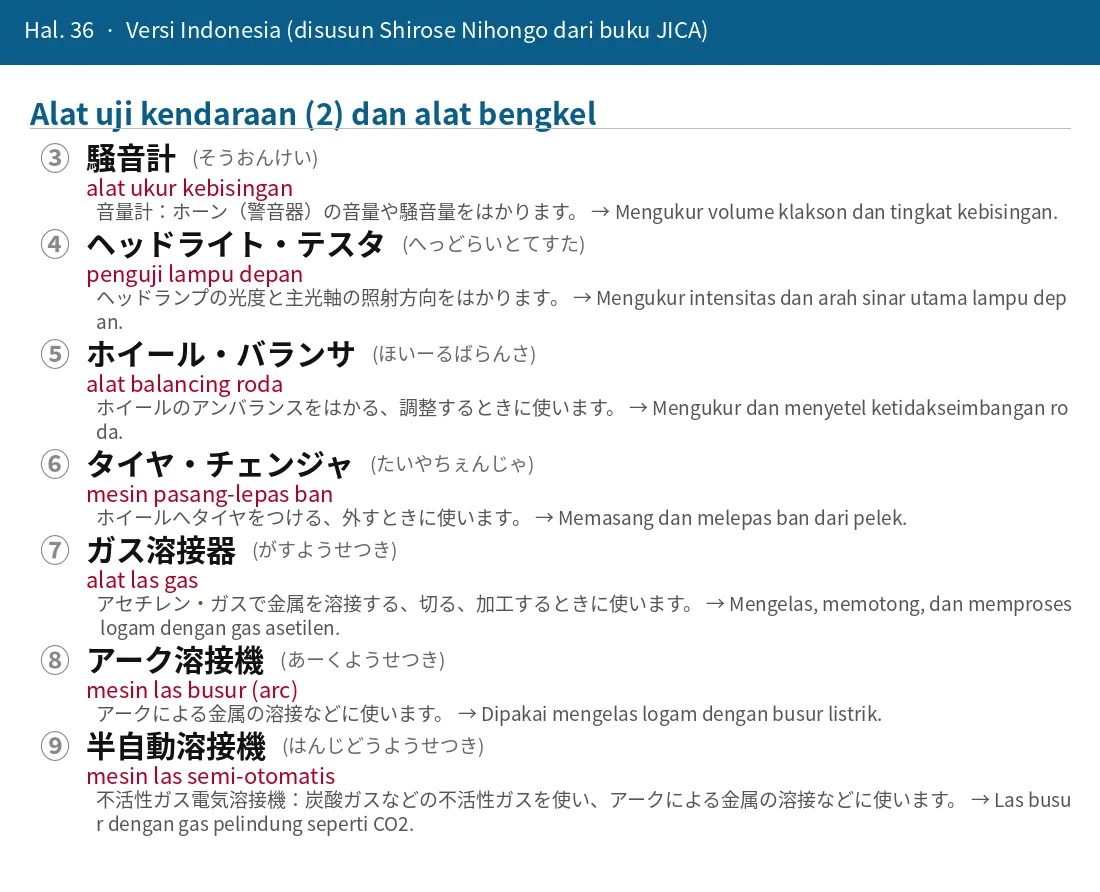 Hal. 36 · Versi Indonesia (disusun Shirose Nihongo dari buku JICA)
Alat uji kendaraan (2) dan alat bengkel
③ 騒音計 (そうおんけい)
alat ukur kebisingan
音量計：ホーン（警音器）の音量や騒音量をはかります。 → Mengukur volume klakson dan tingkat kebisingan.
④ ヘッドライト・テスタ (へっどらいとてすた)
penguji lampu depan
ヘッドランプの光度と主光軸の照射方向をはかります。 → Mengukur intensitas dan arah sinar utama lampu dep
an.
⑤ ホイール・バランサ (ほいーるばらんさ)
alat balancing roda
ホイールのアンバランスをはかる、調整するときに使います。 → Mengukur dan menyetel ketidakseimbangan ro
da.
⑥ タイヤ・チェンジャ (たいやちぇんじゃ)
mesin pasang-lepas ban
ホイールへタイヤをつける、外すときに使います。 → Memasang dan melepas ban dari pelek.
⑦ ガス溶接器 (がすようせつき)
alat las gas
アセチレン・ガスで金属を溶接する、切る、加工するときに使います。 → Mengelas, memotong, dan memproses
logam dengan gas asetilen.
⑧ アーク溶接機 (あーくようせつき)
mesin las busur (arc)
アークによる金属の溶接などに使います。 → Dipakai mengelas logam dengan busur listrik.
⑨ 半自動溶接機 (はんじどうようせつき)
mesin las semi-otomatis
不活性ガス電気溶接機：炭酸ガスなどの不活性ガスを使い、アークによる金属の溶接などに使います。 → Las busu
r dengan gas pelindung seperti CO2.